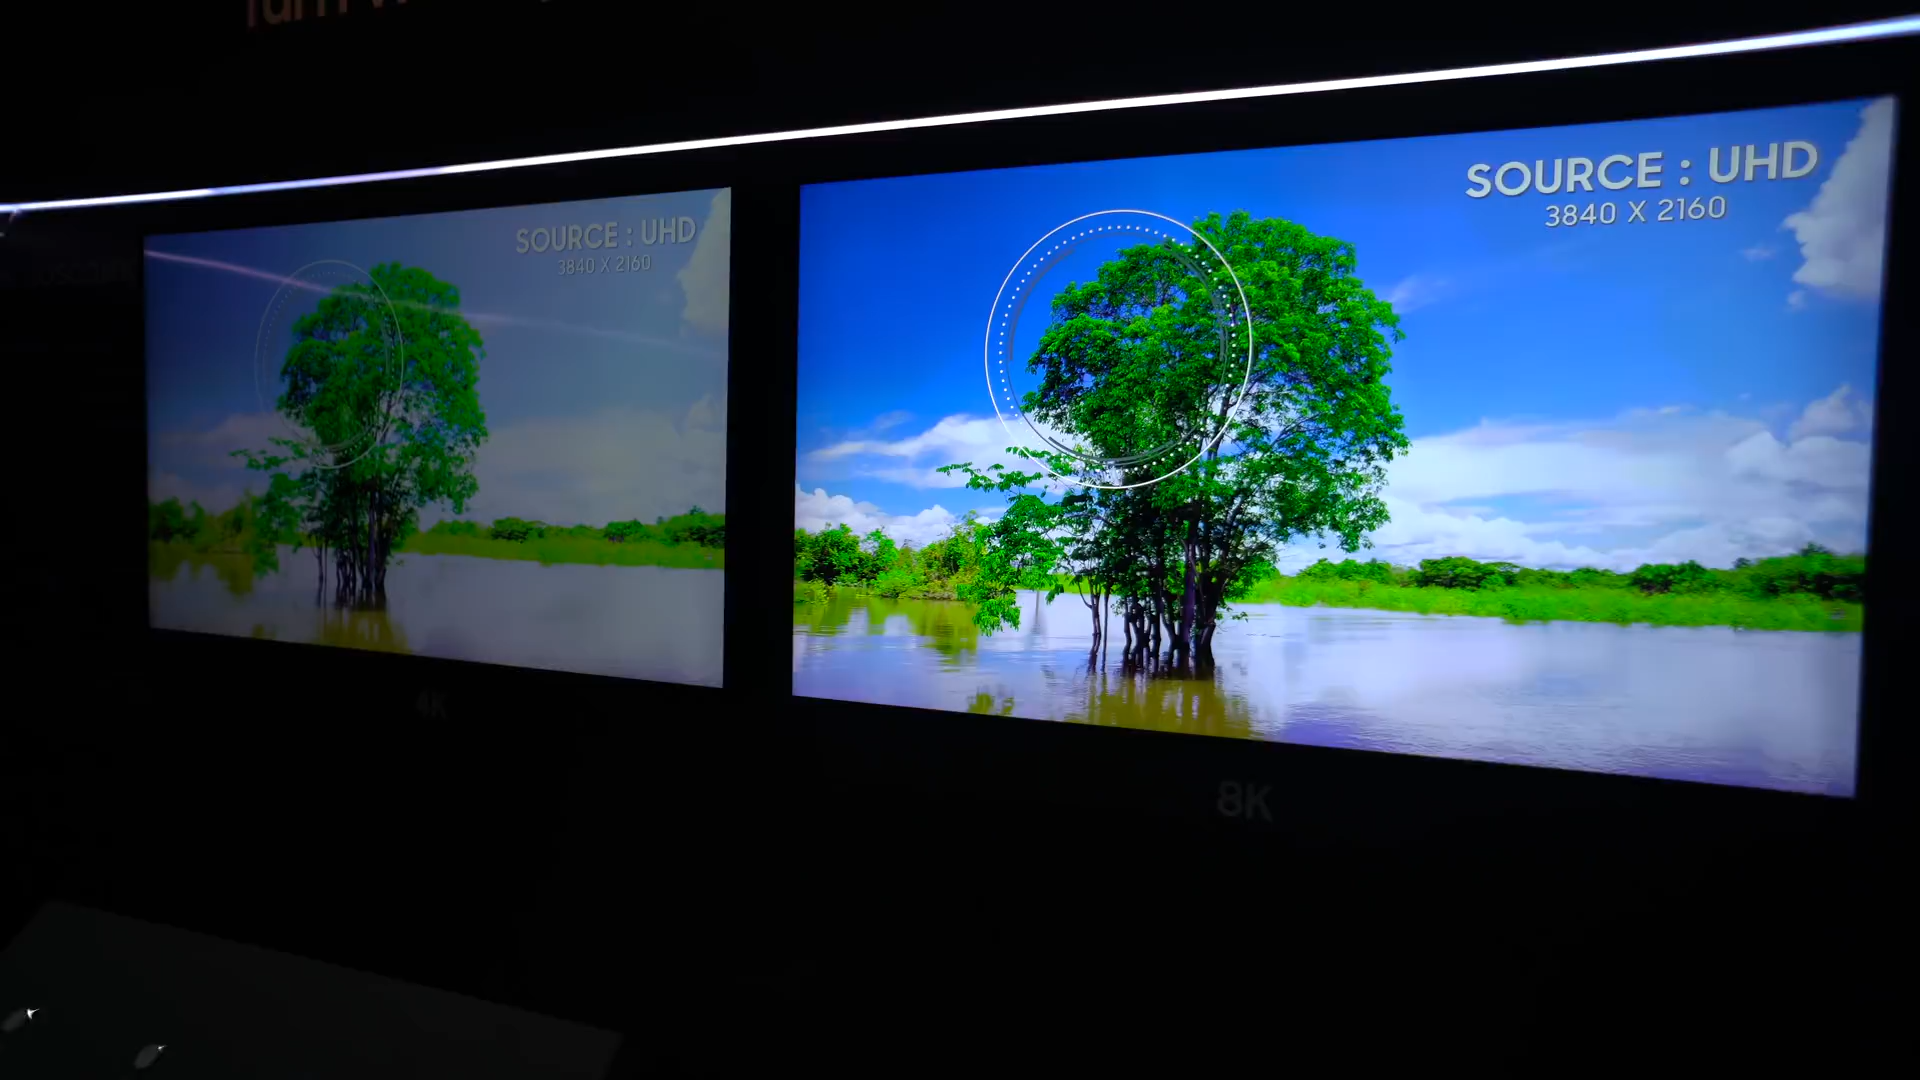 SOURCE : UHD
3840 X 2160
SOURCE : UHD
3840 X 2160
4K
8K